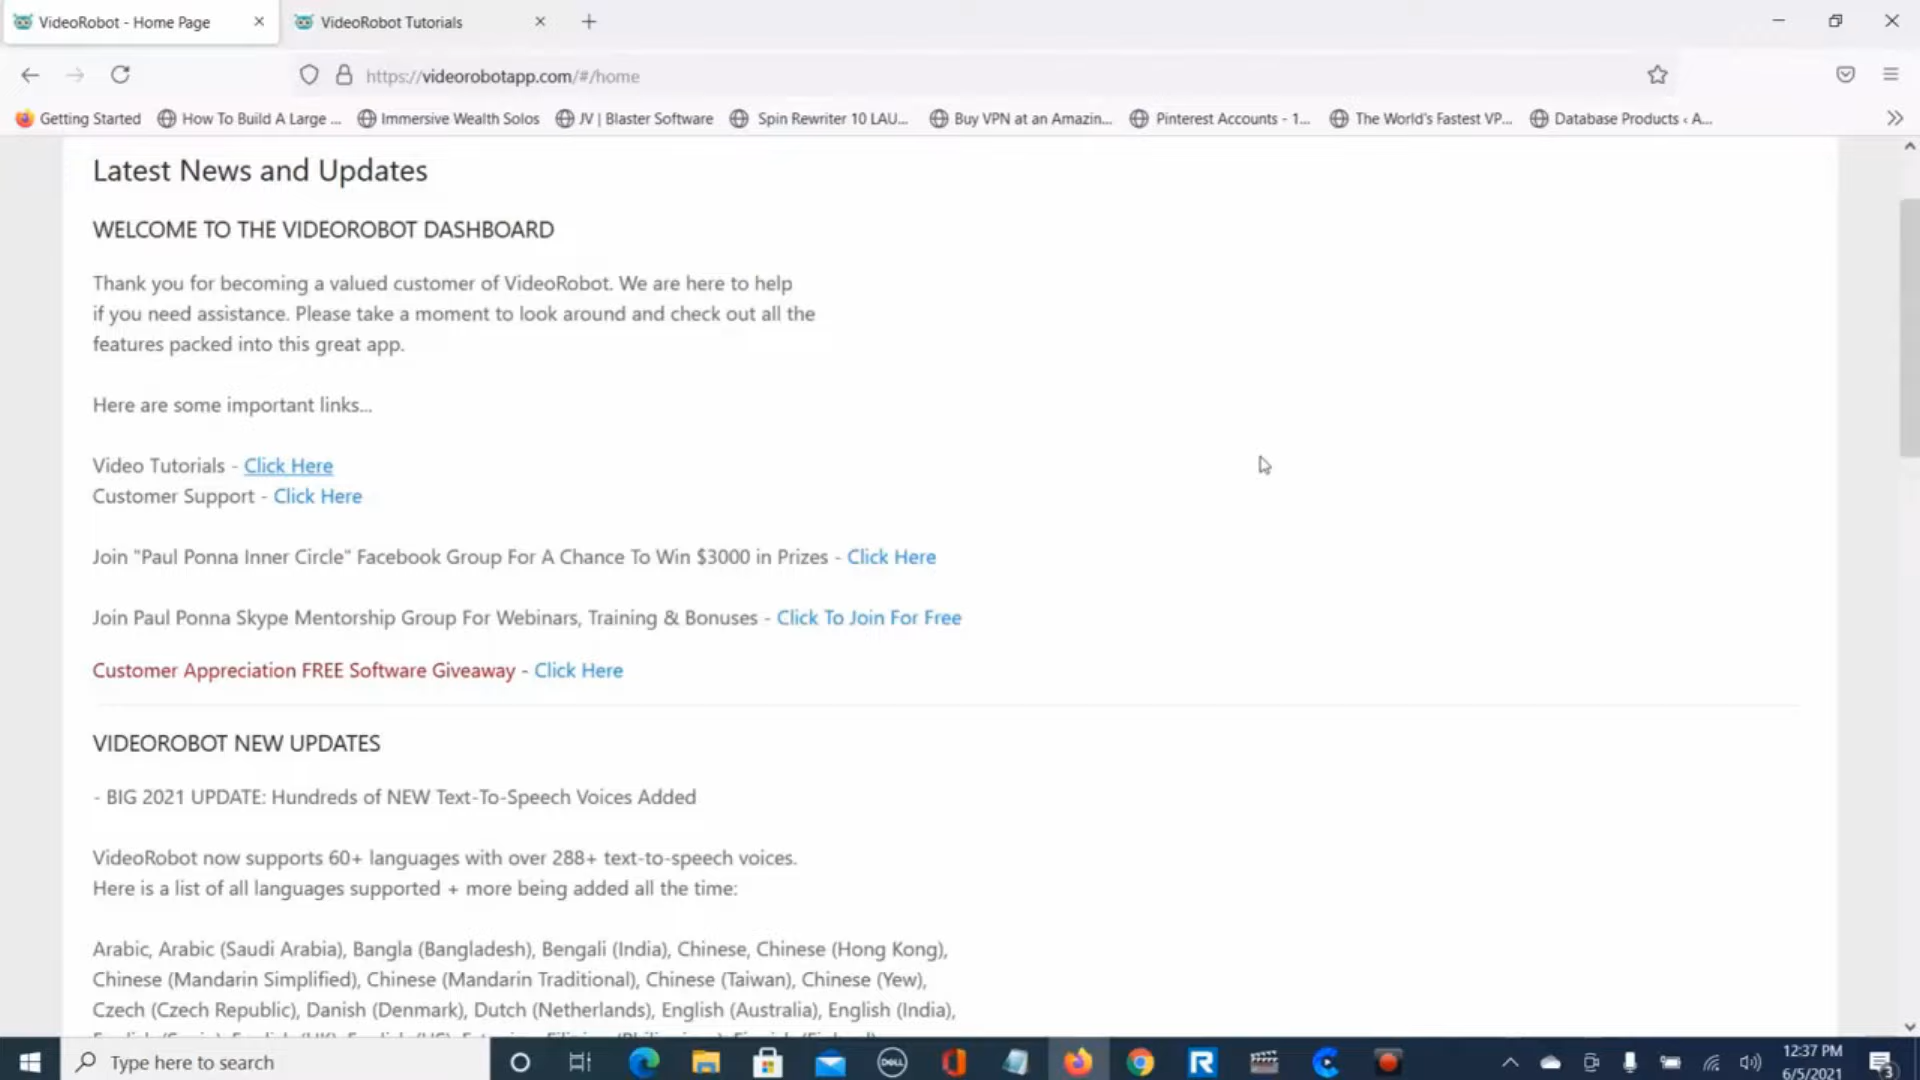 VideoRobot - Home Page
VideoRobot Tutorials
https://videorobotapp.com/#/home
Getting Started
How To Build A Large ...
Immersive Wealth Solos
JV | Blaster Software
Spin Rewriter 10 LAU...
Buy VPN at an Amazin...
Pinterest Accounts - 1...
The World's Fastest VP...
Database Products ‹ A...
Latest News and Updates
WELCOME TO THE VIDEOROBOT DASHBOARD
Thank you for becoming a valued customer of VideoRobot. We are here to help
if you need assistance. Please take a moment to look around and check out all the
features packed into this great app.
Here are some important links...
Video Tutorials - Click Here
Customer Support - Click Here
Join "Paul Ponna Inner Circle" Facebook Group For A Chance To Win $3000 in Prizes - Click Here
Join Paul Ponna Skype Mentorship Group For Webinars, Training & Bonuses - Click To Join For Free
Customer Appreciation FREE Software Giveaway - Click Here
VIDEOROBOT NEW UPDATES
- BIG 2021 UPDATE: Hundreds of NEW Text-To-Speech Voices Added
VideoRobot now supports 60+ languages with over 288+ text-to-speech voices.
Here is a list of all languages supported + more being added all the time:
Arabic, Arabic (Saudi Arabia), Bangla (Bangladesh), Bengali (India), Chinese, Chinese (Hong Kong),
Chinese (Mandarin Simplified), Chinese (Mandarin Traditional), Chinese (Taiwan), Chinese (Yew),
Czech (Czech Republic), Danish (Denmark), Dutch (Netherlands), English (Australia), English (India),
Type here to search
DELL
12:37 PM
6/5/2021
3